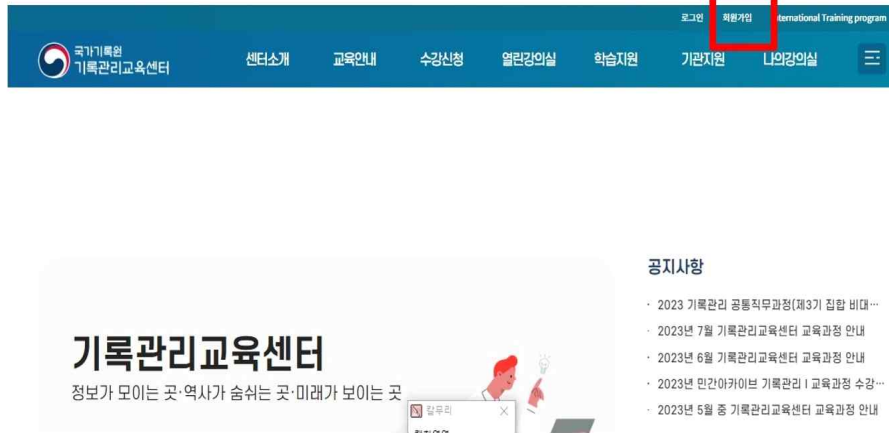 로그인 회원가입 International Training program
국가기록원
기록관리교육센터
센터소개 교육안내 수강신청 열린강의실 학습지원 기관지원 나의강의실
공지사항
· 2023 기록관리 공통직무과정(제3기 집합 비대…
· 2023년 7월 기록관리교육센터 교육과정 안내
· 2023년 6월 기록관리교육센터 교육과정 안내
· 2023년 민간아카이브 기록관리 I 교육과정 수강…
· 2023년 5월 중 기록관리교육센터 교육과정 안내
기록관리교육센터
정보가 모이는 곳·역사가 숨쉬는 곳·미래가 보이는 곳
칼무리